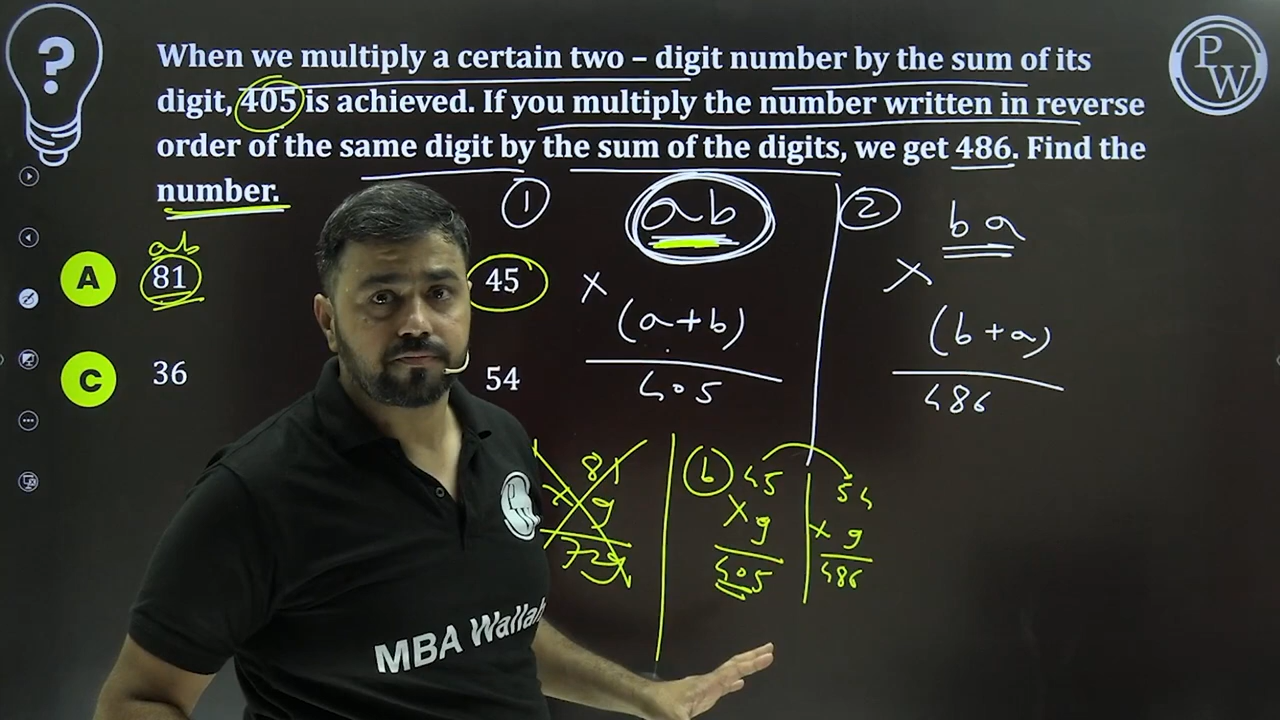 When we multiply a certain two – digit number by the sum of its
digit, 405 is achieved. If you multiply the number written in reverse
order of the same digit by the sum of the digits, we get 486. Find the
number.
P
W
A
ab
81
45
C
36
54
1
ab
×
(a+b)
405
2
ba
×
(b+a)
486
81
× 9
729
b
45
× 9
405
54
× 9
486
MBA Wallah